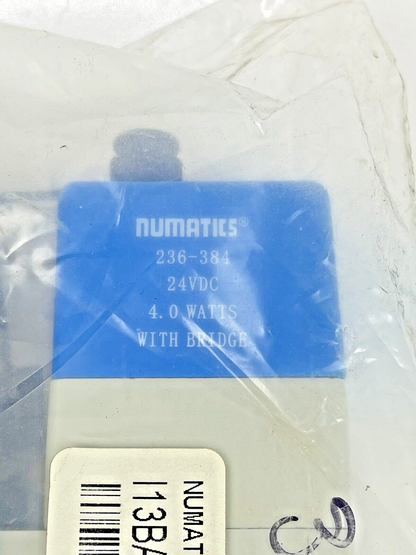 NUMATICS®
236-384
24VDC
4.0 WATTS
WITH BRIDGE
NUMAT
I13BA